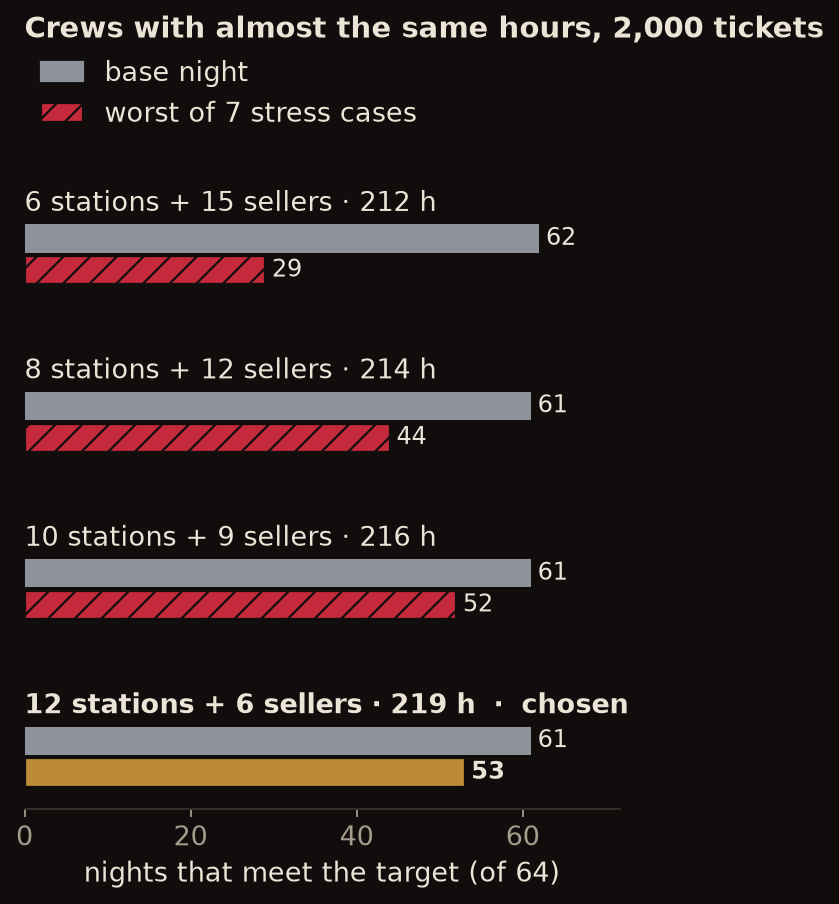 Crews with almost the same hours, 2,000 tickets
base night
worst of 7 stress cases
6 stations + 15 sellers · 212 h
62
29
8 stations + 12 sellers · 214 h
61
44
10 stations + 9 sellers · 216 h
61
52
12 stations + 6 sellers · 219 h · chosen
61
53
0 20 40 60
nights that meet the target (of 64)